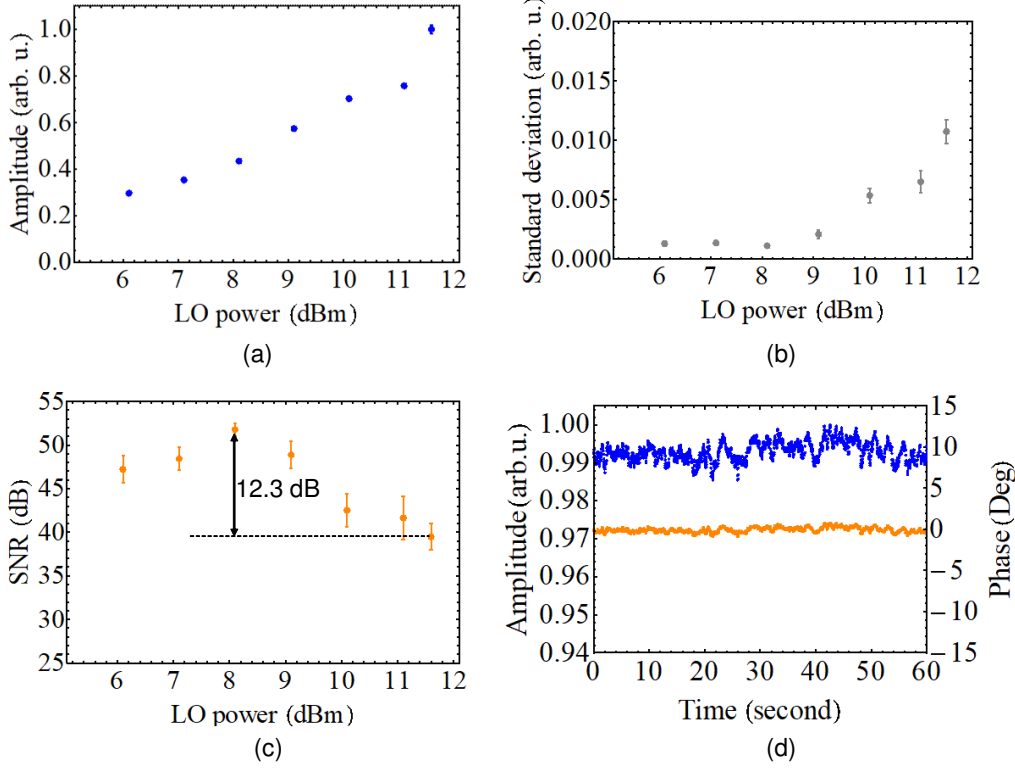 1.0
0.8
0.6
0.4
0.2
0.0
Amplitude (arb. u.)
6 7 8 9 10 11 12
LO power (dBm)
(a)
0.020
0.015
0.010
0.005
0.000
Standard deviation (arb. u.)
6 7 8 9 10 11 12
LO power (dBm)
(b)
55
50
45
40
35
30
25
SNR (dB)
12.3 dB
6 7 8 9 10 11 12
LO power (dBm)
(c)
1.00
0.99
0.98
0.97
0.96
0.95
0.94
Amplitude (arb.u.)
15
10
5
0
−5
−10
−15
Phase (Deg)
0 10 20 30 40 50 60
Time (second)
(d)